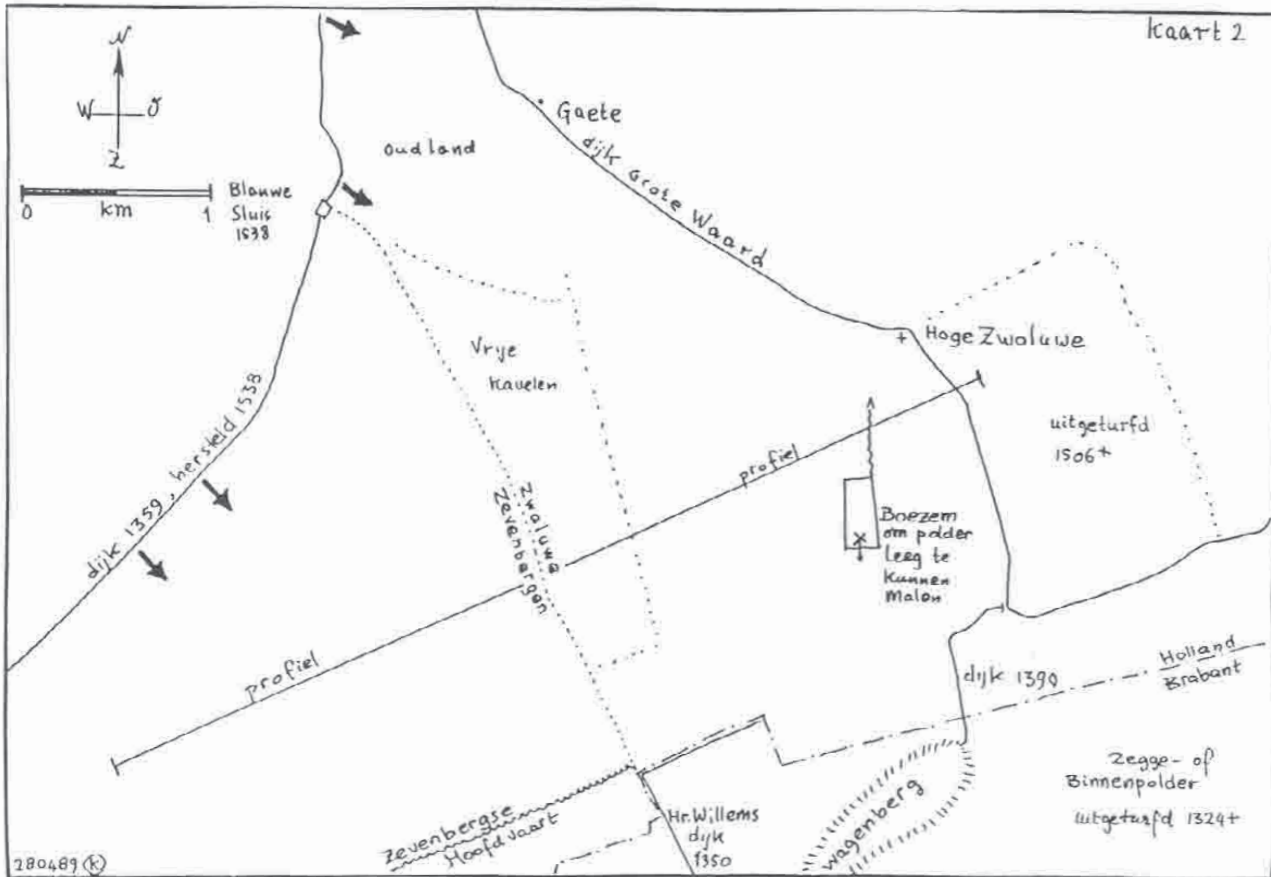 kaart 2
N
W O
Z
0 km 1
Blauwe
Sluis
1538
oud land
Gaete
dijk Grote Waard
Hoge Zwaluwe
Vrije
kavelen
uitgeturfd
1506+
dijk 1359, hersteld 1538
profiel
Zwaluwe
Zevenbergen
Boezem
om polder
leeg te
kunnen
malen
profiel
dijk 1390
Holland
Brabant
Zegge- of
Binnenpolder
uitgeturfd 1324+
Zevenbergse
Hoofdvaart
Hr. Willems
dijk
1350
Wagenberg
280489 k